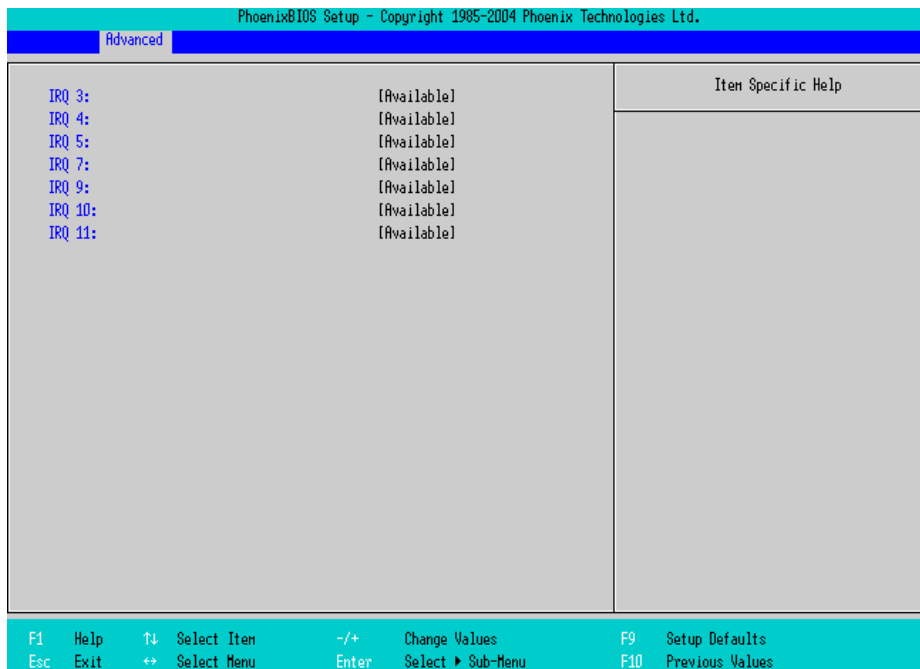 PhoenixBIOS Setup - Copyright 1985-2004 Phoenix Technologies Ltd.
Advanced
Item Specific Help
IRQ 3: [Available]
IRQ 4: [Available]
IRQ 5: [Available]
IRQ 7: [Available]
IRQ 9: [Available]
IRQ 10: [Available]
IRQ 11: [Available]
F1 Help ↑↓ Select Item -/+ Change Values F9 Setup Defaults
Esc Exit ↔ Select Menu Enter Select ▶ Sub-Menu F10 Previous Values